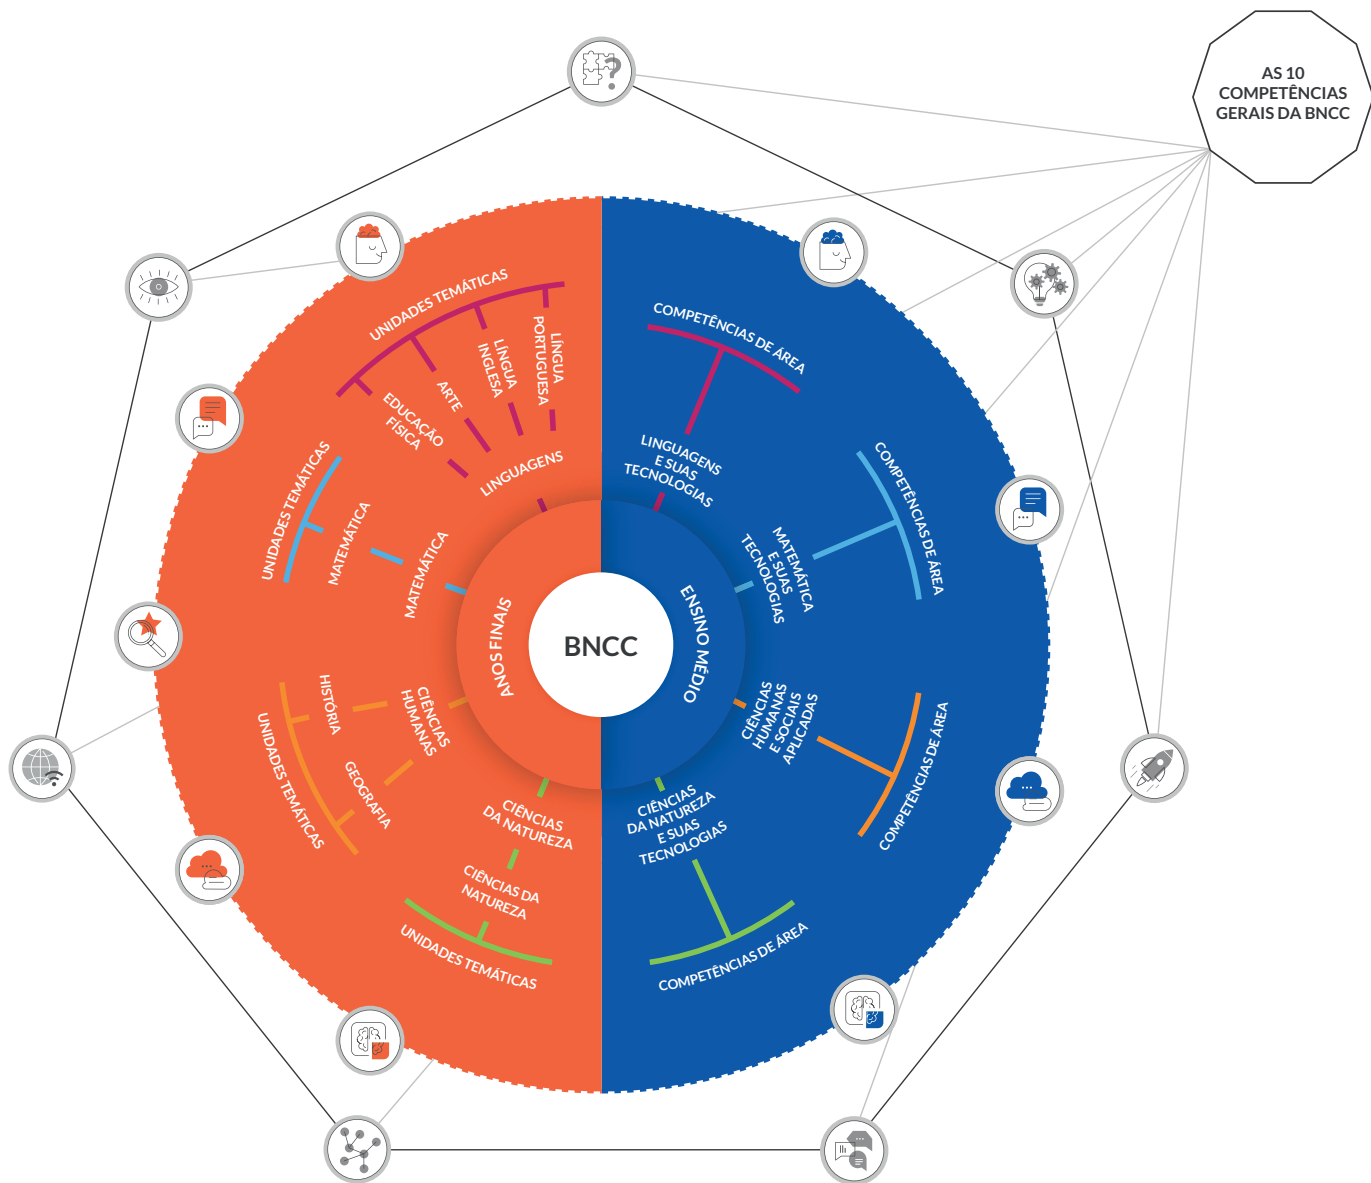 AS 10
COMPETÊNCIAS
GERAIS DA BNCC
UNIDADES TEMÁTICAS
EDUCAÇÃO
FÍSICA
ARTE
LÍNGUA
INGLESA
LÍNGUA
PORTUGUESA
LINGUAGENS
UNIDADES TEMÁTICAS
MATEMÁTICA
MATEMÁTICA
UNIDADES TEMÁTICAS
HISTÓRIA
GEOGRAFIA
CIÊNCIAS
HUMANAS
CIÊNCIAS
DA NATUREZA
CIÊNCIAS DA
NATUREZA
UNIDADES TEMÁTICAS
ANOS FINAIS
BNCC
ENSINO MÉDIO
COMPETÊNCIAS DE ÁREA
LINGUAGENS
E SUAS
TECNOLOGIAS
COMPETÊNCIAS DE ÁREA
MATEMÁTICA
E SUAS
TECNOLOGIAS
COMPETÊNCIAS DE ÁREA
CIÊNCIAS
HUMANAS
E SOCIAIS
APLICADAS
CIÊNCIAS
DA NATUREZA
E SUAS
TECNOLOGIAS
COMPETÊNCIAS DE ÁREA